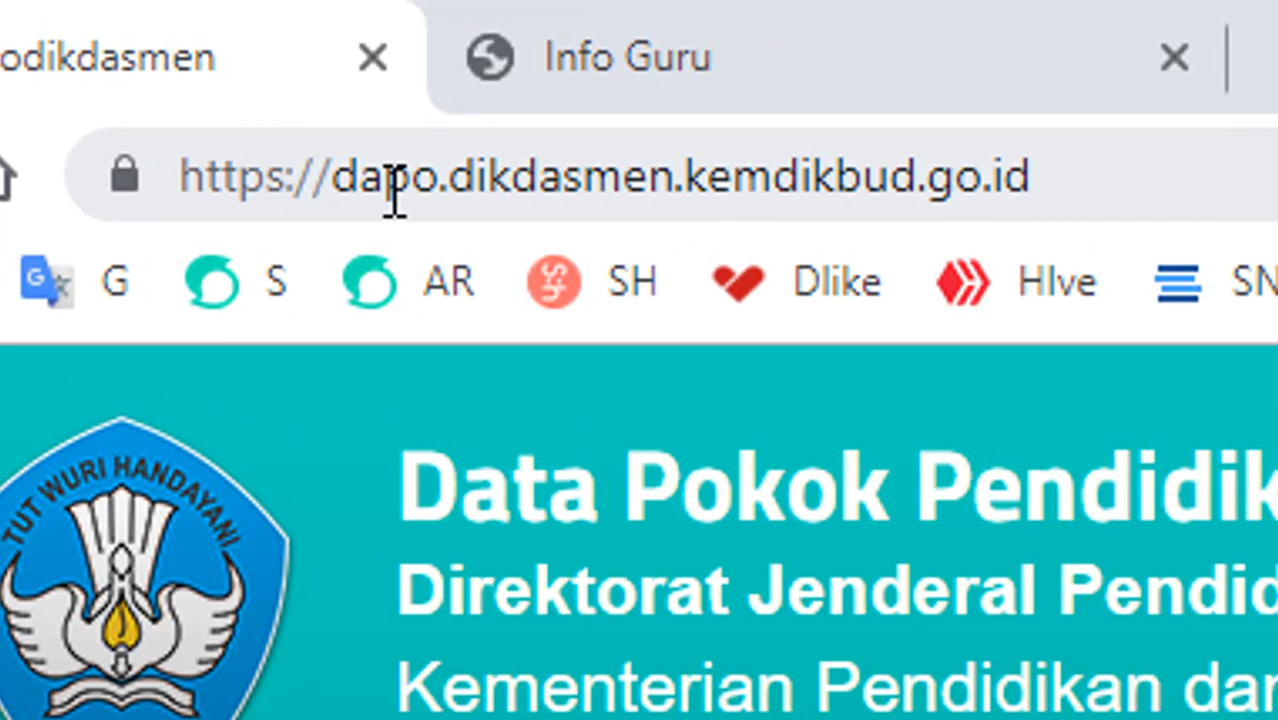 odikdasmen
Info Guru
https://dapo.dikdasmen.kemdikbud.go.id
G S AR SH Dlike HIve SN
TUT WURI HANDAYANI
Data Pokok Pendidik
Direktorat Jenderal Pendid
Kementerian Pendidikan dan